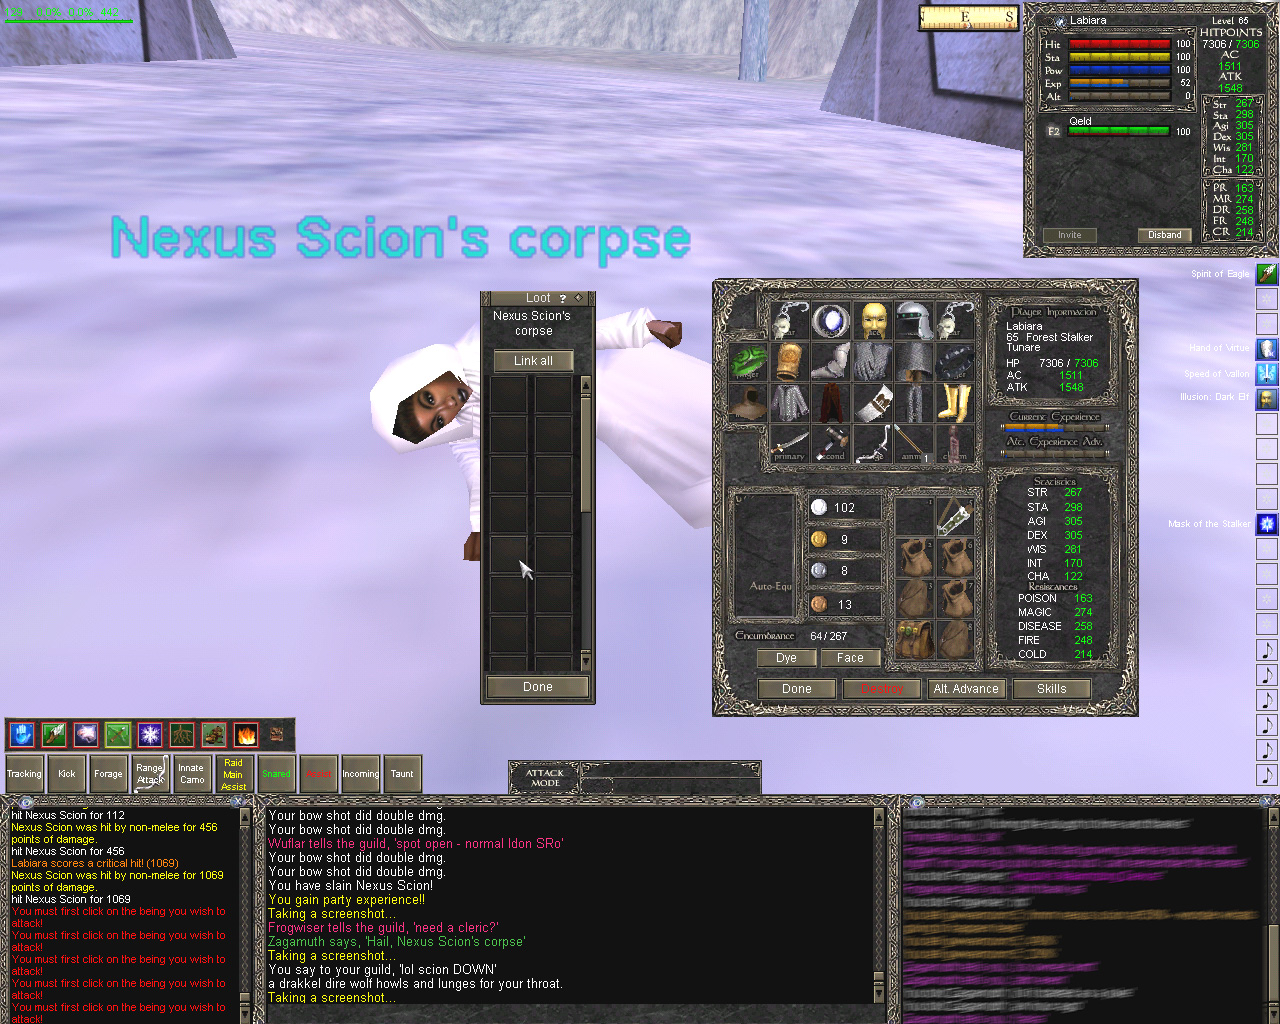 E S
Labiara
Level 65
HITPOINTS
7306 / 7306
AC
1511
ATK
1548
Hit 100
Sta 100
Pow 100
Exp 52
Alt 0
Str 267
Sta 298
Agi 305
Dex 305
Wis 281
Int 170
Cha 122
PR 163
MR 274
DR 258
FR 248
CR 214
Qeld
F2 100
Invite Disband
Nexus Scion's corpse
Spirit of Eagle
Hand of Virtue
Speed of Vallon
Illusion: Dark Elf
Mask of the Stalker
Loot ?
Nexus Scion's
corpse
Link all
Done
Player Information
Labiara
65 Forest Stalker
Tunare
HP 7306 / 7306
AC 1511
ATK 1548
Current Experience
Alt. Experience Adv.
primary
1
Statistics
STR 267
STA 298
AGI 305
DEX 305
WIS 281
INT 170
CHA 122
Resistances
POISON 163
MAGIC 274
DISEASE 258
FIRE 248
COLD 214
102
9
8
13
Auto-Equ
Encumbrance 64 / 267
Dye Face
Done Destroy Alt. Advance Skills
Tracking
Kick
Forage
Range
Attack
Innate
Camo
Raid
Main
Assist
Snared
Assist
Incoming
Taunt
ATTACK
MODE
hit Nexus Scion for 112
Nexus Scion was hit by non-melee for 456
points of damage.
hit Nexus Scion for 456
Labiara scores a critical hit! (1069)
Nexus Scion was hit by non-melee for 1069
points of damage.
hit Nexus Scion for 1069
You must first click on the being you wish to
attack!
You must first click on the being you wish to
attack!
You must first click on the being you wish to
attack!
You must first click on the being you wish to
attack!
You must first click on the being you wish to
attack!
Your bow shot did double dmg.
Your bow shot did double dmg.
Wuflar tells the guild, 'spot open - normal ldon SRo'
Your bow shot did double dmg.
Your bow shot did double dmg.
You have slain Nexus Scion!
You gain party experience!!
Taking a screenshot...
Frogwiser tells the guild, 'need a cleric?'
Zagamuth says, 'Hail, Nexus Scion's corpse'
Taking a screenshot...
You say to your guild, 'lol scion DOWN'
a drakkel dire wolf howls and lunges for your throat.
Taking a screenshot...